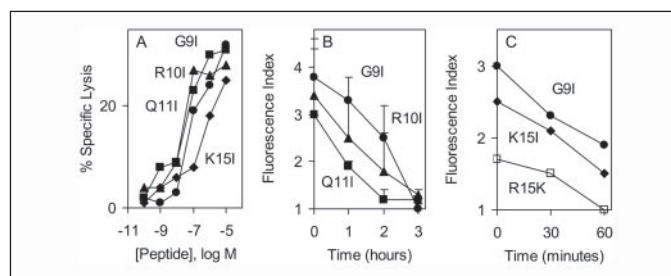 A
G9I
R10I
Q11I
K15I
% Specific Lysis
20
0
-11 -9 -7 -5
[Peptide], log M
B
G9I
R10I
Q11I
Fluorescence Index
4
3
2
1
0 1 2 3
Time (hours)
C
G9I
K15I
R15K
Fluorescence Index
3
2
1
0 30 60
Time (minutes)